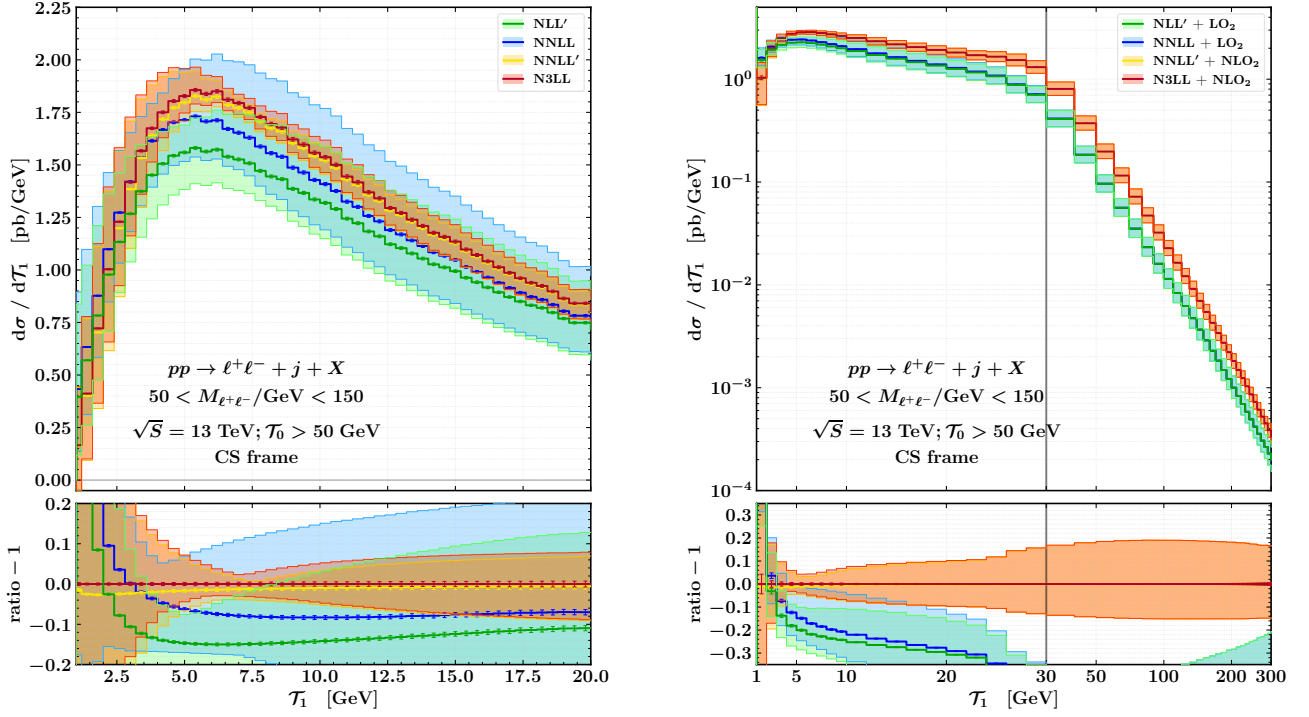 NLL′
NNLL
NNLL′
N3LL
2.25
2.00
1.75
1.50
1.25
1.00
0.75
0.50
0.25
0.00
dσ / d𝒯₁ [pb/GeV]
pp → ℓ⁺ℓ⁻ + j + X
50 < M_{ℓ⁺ℓ⁻}/GeV < 150
√S = 13 TeV; 𝒯₀ > 50 GeV
CS frame
0.2
0.1
0.0
−0.1
−0.2
ratio − 1
2.5 5.0 7.5 10.0 12.5 15.0 17.5 20.0
𝒯₁ [GeV]
NLL′ + LO₂
NNLL + LO₂
NNLL′ + NLO₂
N3LL + NLO₂
10⁰
10⁻¹
10⁻²
10⁻³
10⁻⁴
dσ / d𝒯₁ [pb/GeV]
pp → ℓ⁺ℓ⁻ + j + X
50 < M_{ℓ⁺ℓ⁻}/GeV < 150
√S = 13 TeV; 𝒯₀ > 50 GeV
CS frame
0.3
0.2
0.1
0.0
−0.1
−0.2
−0.3
ratio − 1
1 5 10 20 30 50 100 200 300
𝒯₁ [GeV]